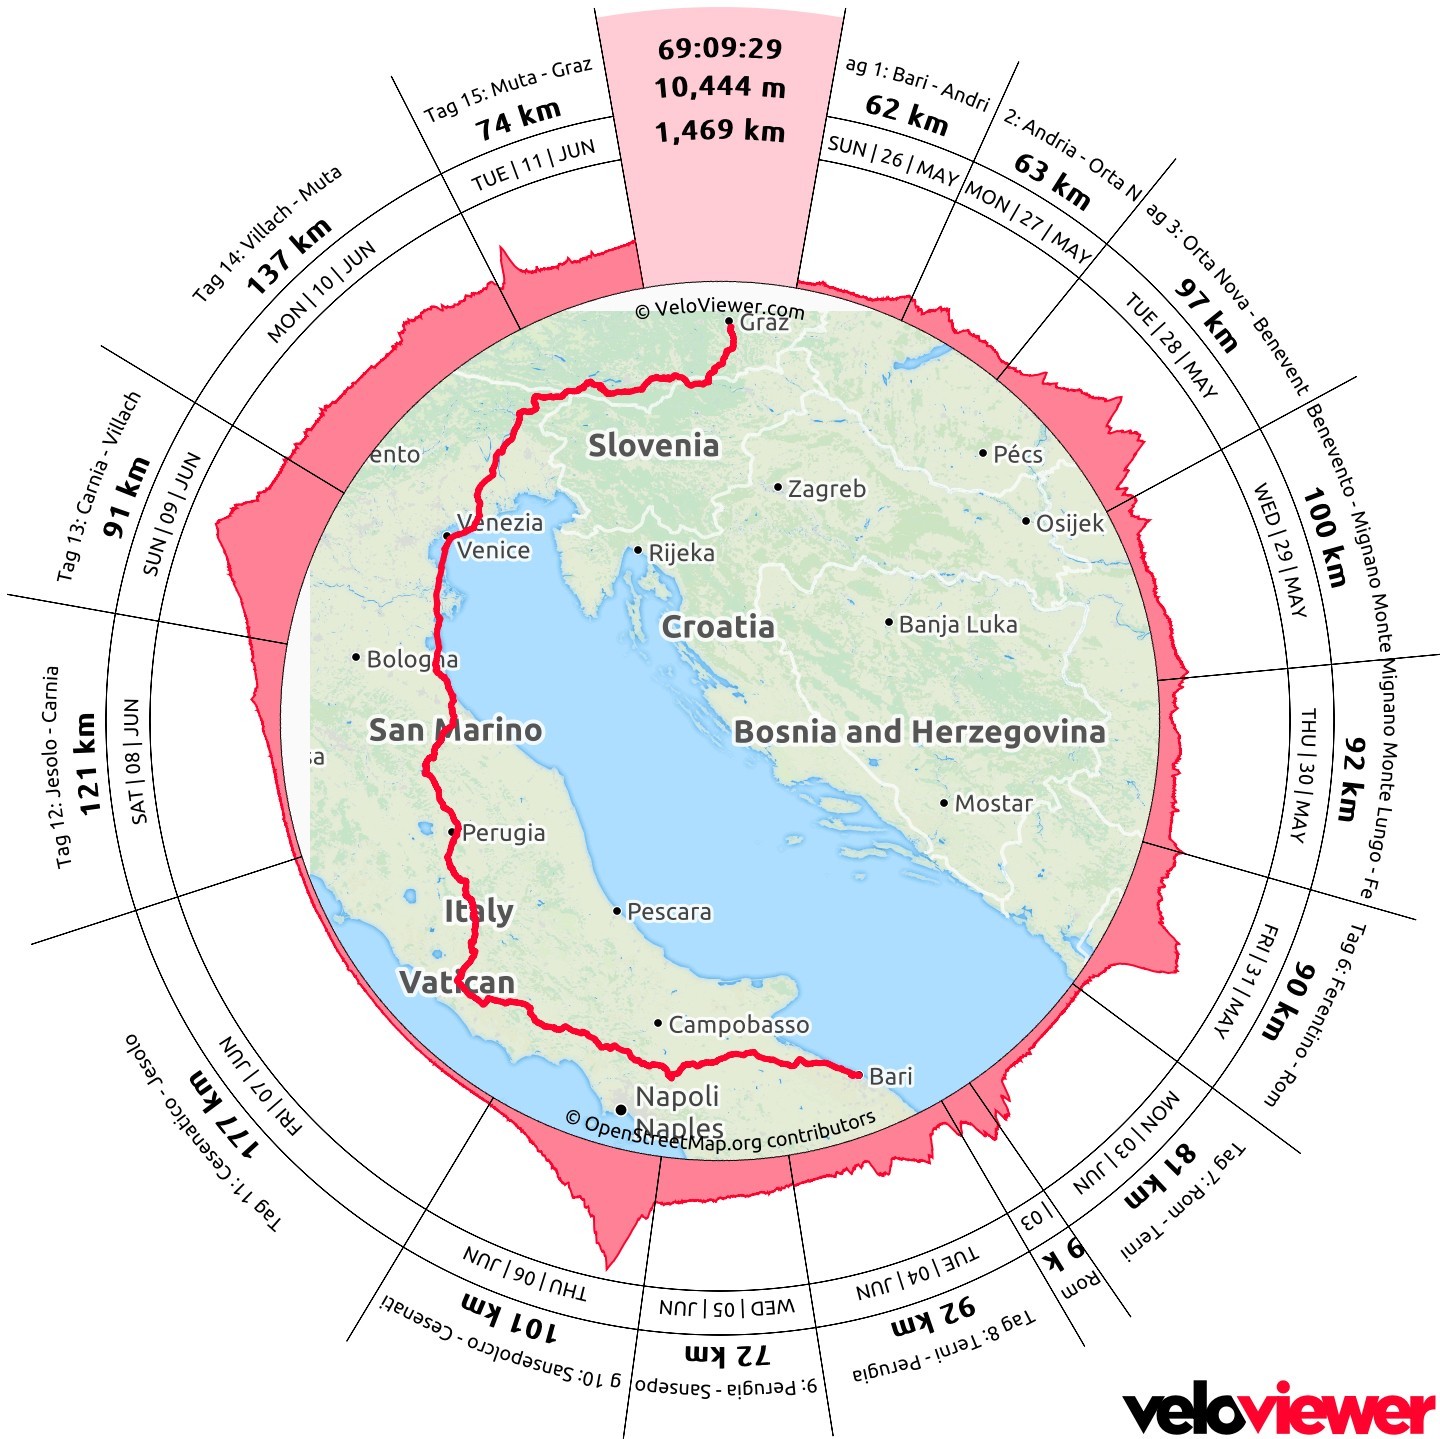 69:09:29
10,444 m
1,469 km
ag 1: Bari - Andri
62 km
SUN | 26 | MAY
2: Andria - Orta N
63 km
MON | 27 | MAY
ag 3: Orta Nova - Benevent
97 km
TUE | 28 | MAY
Benevento - Mignano Monte
100 km
WED | 29 | MAY
Mignano Monte Lungo - Fe
92 km
THU | 30 | MAY
Tag 6: Ferentino - Rom
90 km
FRI | 31 | MAY
Tag 7: Rom - Terni
81 km
MON | 03 | JUN
Rom
9 k
| 03 |
Tag 8: Terni - Perugia
92 km
TUE | 04 | JUN
9: Perugia - Sansepo
72 km
WED | 05 | JUN
g 10: Sansepolcro - Cesenati
101 km
THU | 06 | JUN
Tag 11: Cesenatico - Jesolo
177 km
FRI | 07 | JUN
Tag 12: Jesolo - Carnia
121 km
SAT | 08 | JUN
Tag 13: Carnia - Villach
91 km
SUN | 09 | JUN
Tag 14: Villach - Muta
137 km
MON | 10 | JUN
Tag 15: Muta - Graz
74 km
TUE | 11 | JUN
© VeloViewer.com
Graz
Slovenia
ento
Pécs
Zagreb
Venezia
Venice
Osijek
Rijeka
Croatia
Banja Luka
Bologna
San Marino
Bosnia and Herzegovina
sa
Mostar
Perugia
Italy
Pescara
Vatican
Campobasso
Bari
Napoli
Naples
© OpenStreetMap.org contributors
veloviewer